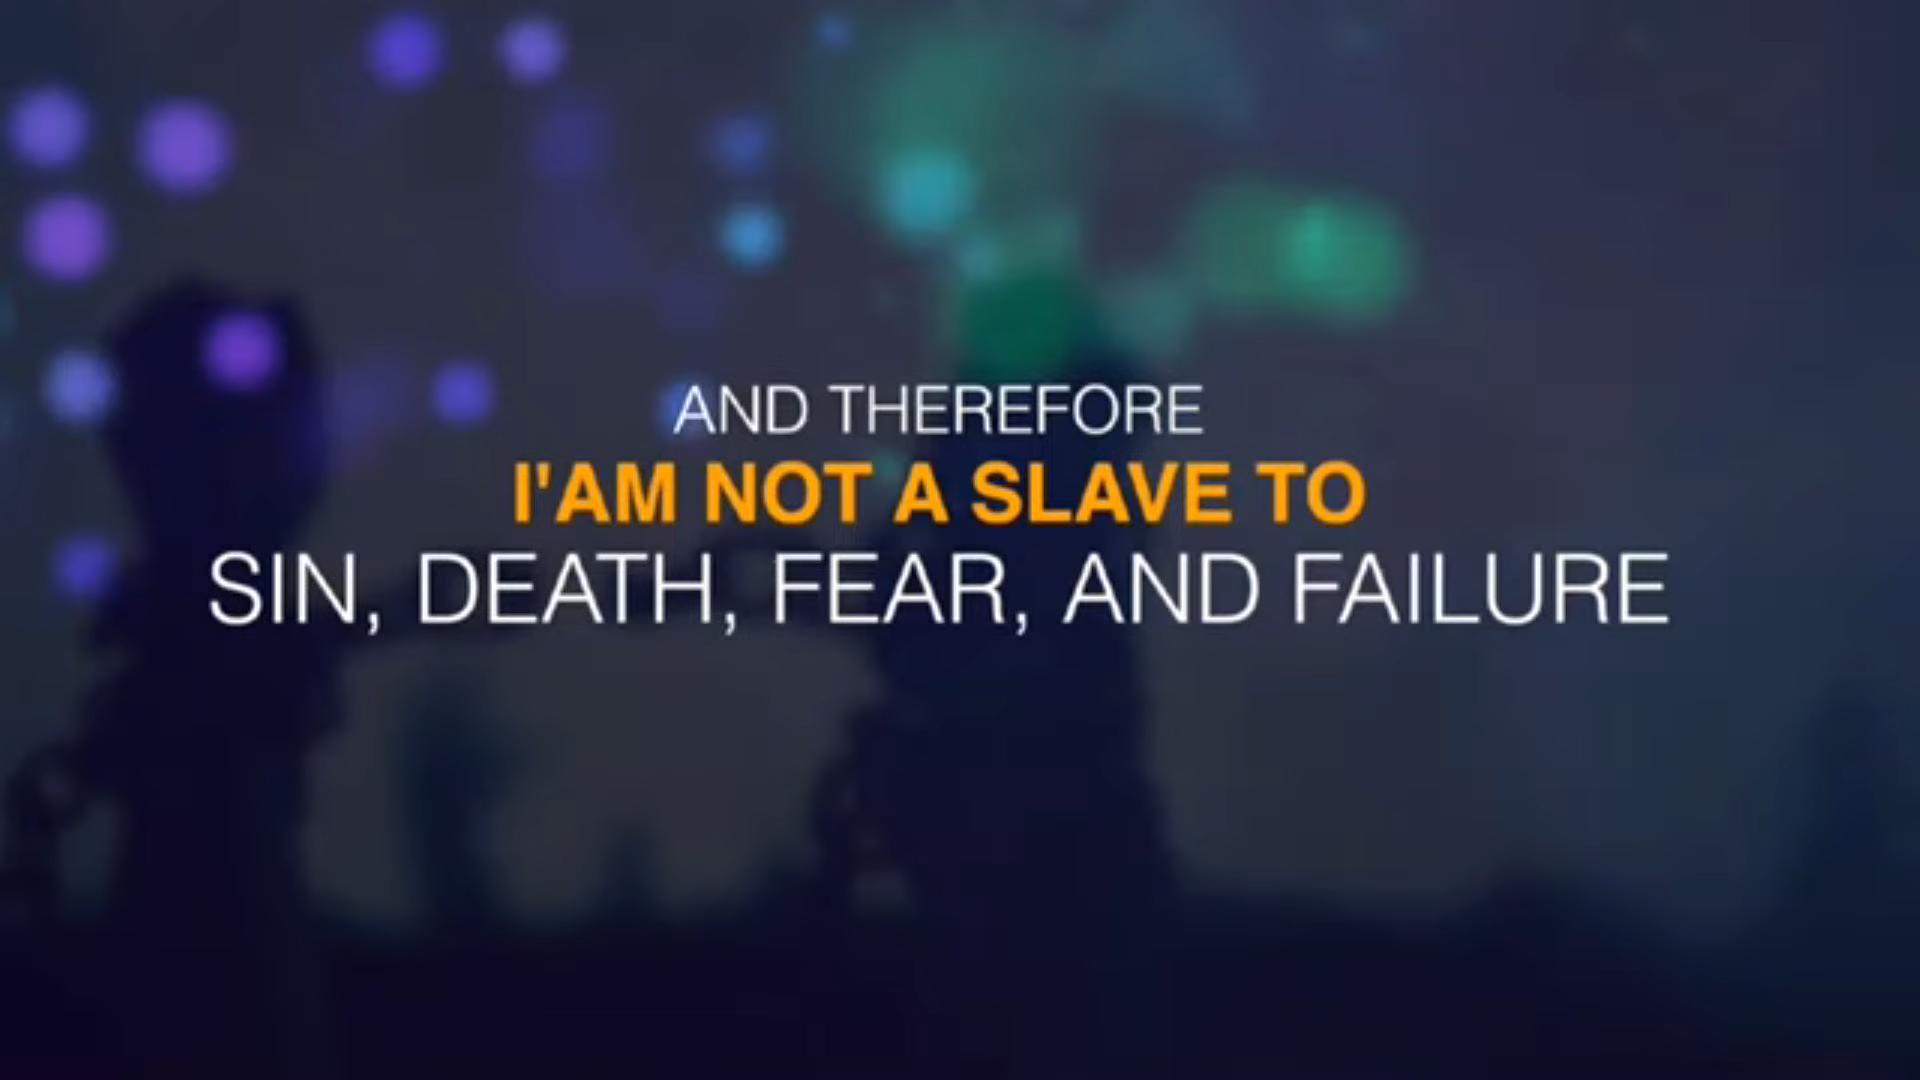 AND THEREFORE
I'AM NOT A SLAVE TO
SIN, DEATH, FEAR, AND FAILURE